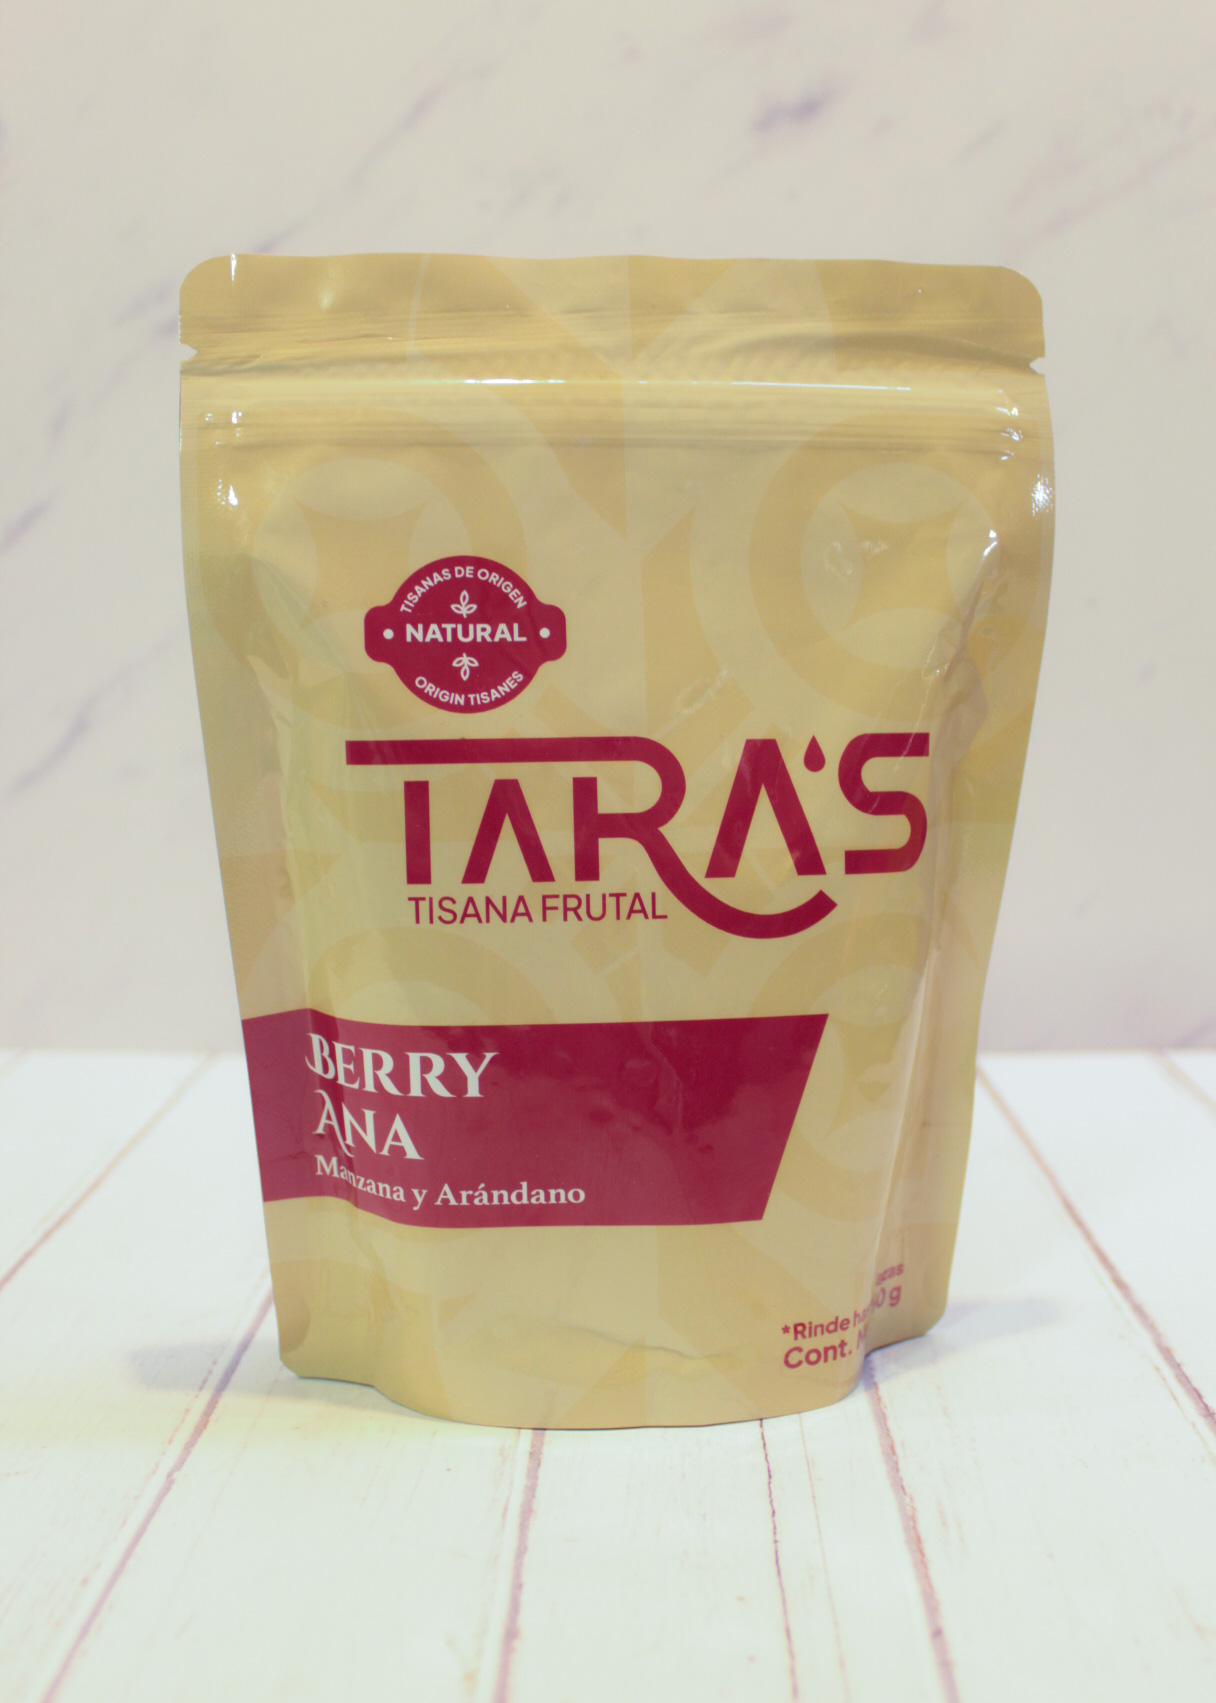 TISANAS DE ORIGEN
NATURAL
ORIGIN TISANES
TARA'S
TISANA FRUTAL
BERRY
ANA
Manzana y Arándano
*Rinde
Cont.